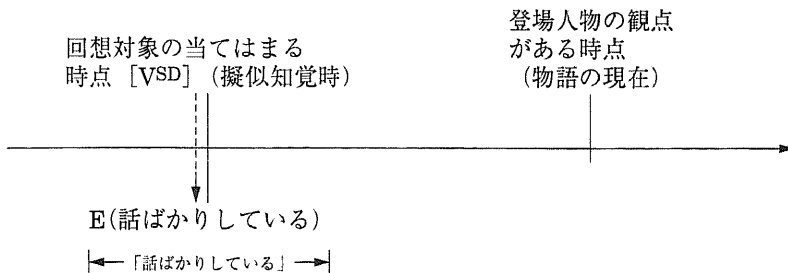 回想対象の当てはまる
時点［VSD］（擬似知覚時）
登場人物の観点
がある時点
（物語の現在）
E(話ばかりしている)
「話ばかりしている」